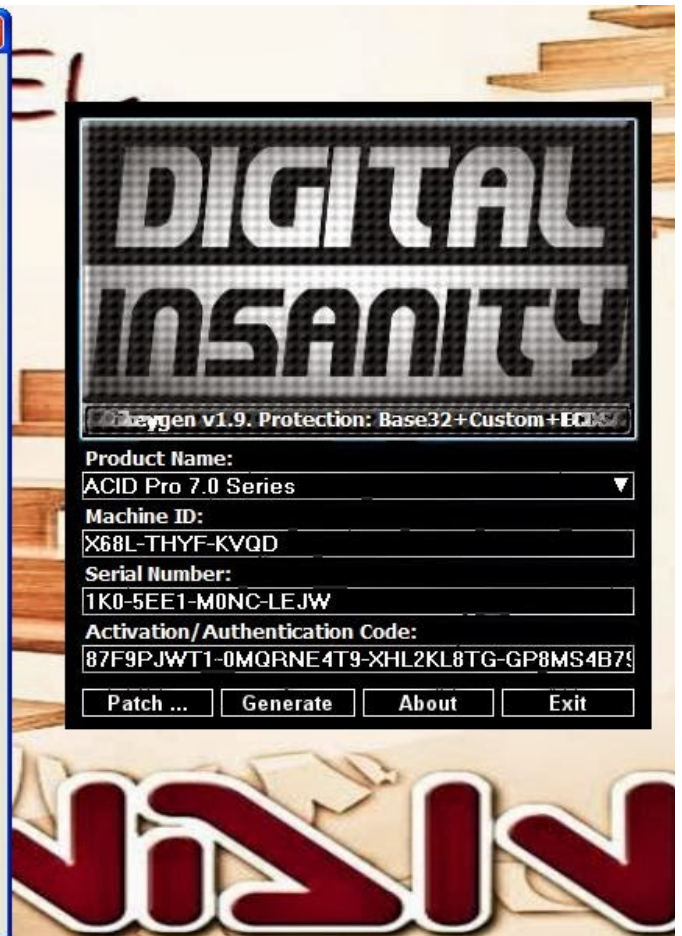 DIGITAL
INSANITY
v1.9. Protection: Base32+Custom+
Product Name:
ACID Pro 7.0 Series
Machine ID:
X68L-THYF-KVQD
Serial Number:
1K0-5EE1-M0NC-LEJW
Activation/Authentication Code:
87F9PJWT1-0MQRNE4T9-XHL2KL8TG-GP8MS4B79
Patch ...
Generate
About
Exit